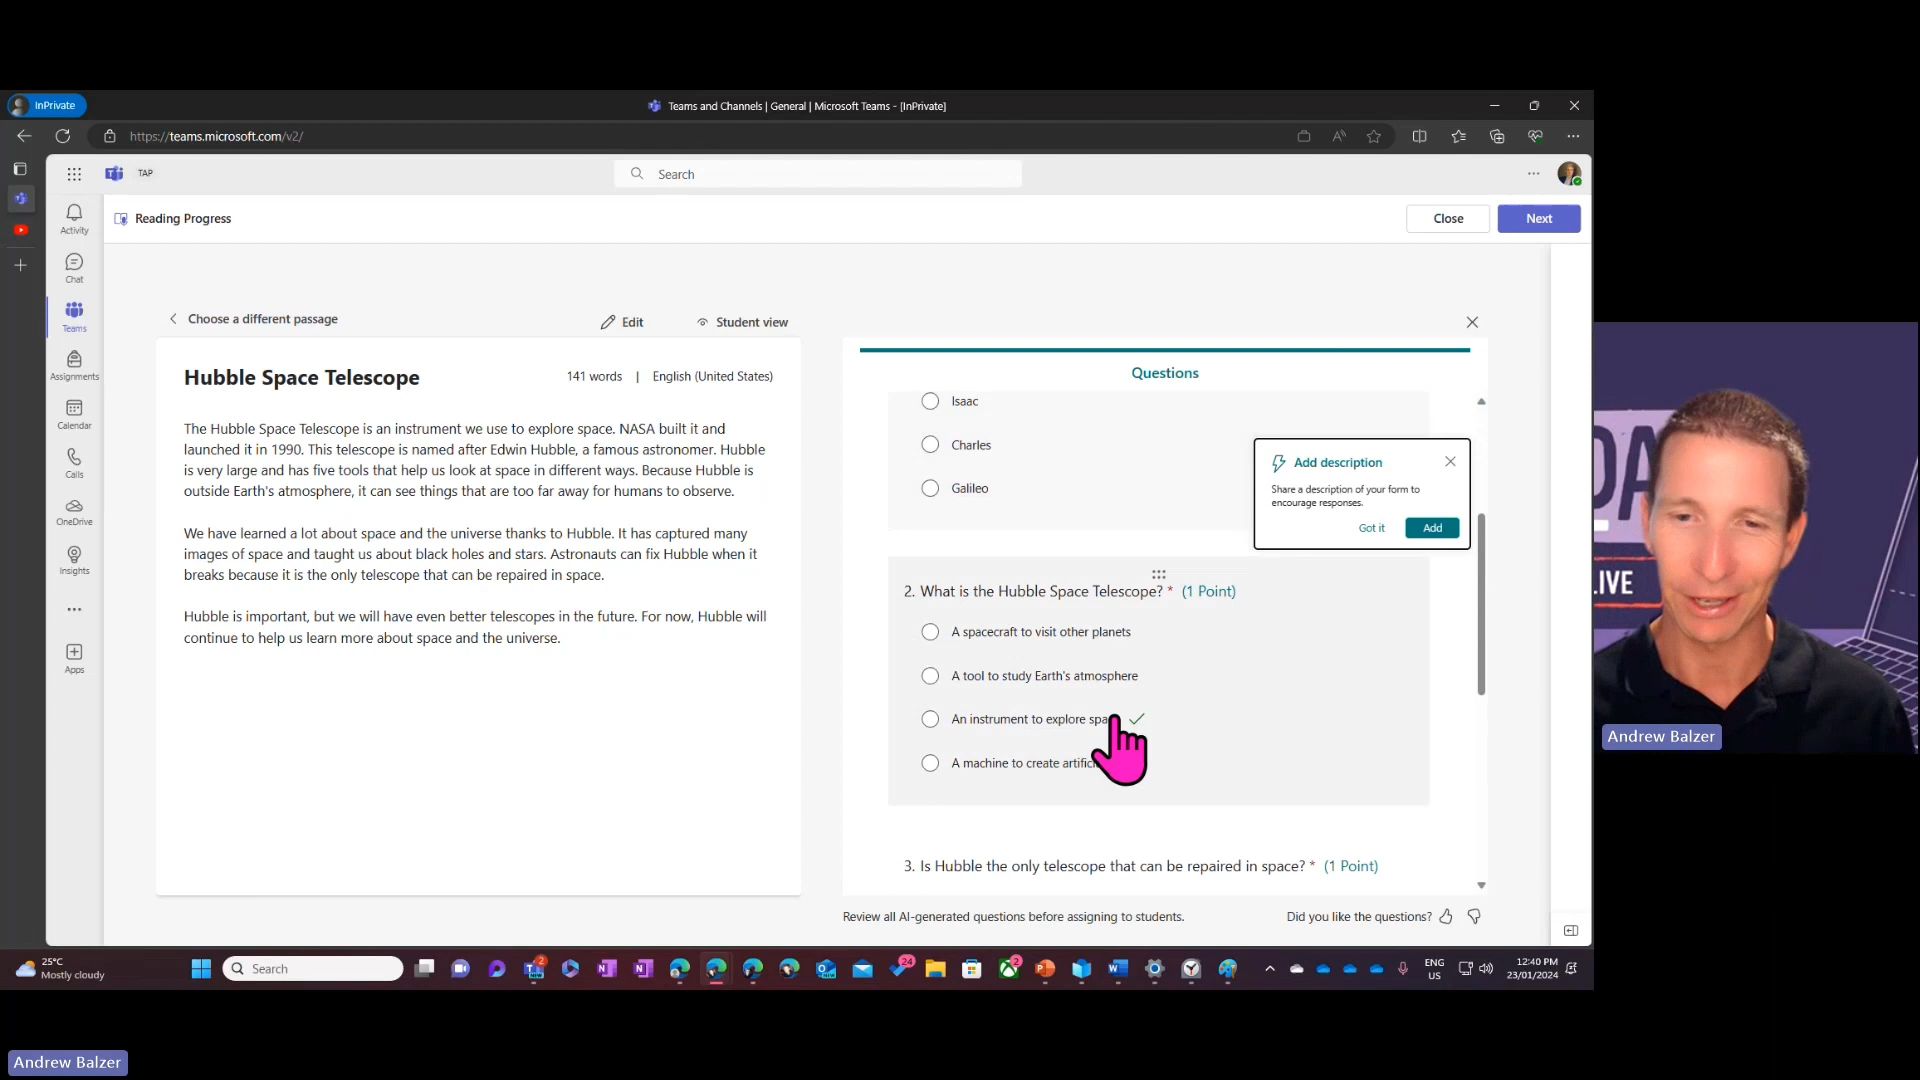 InPrivate
Teams and Channels | General | Microsoft Teams - [InPrivate]
https://teams.microsoft.com/v2/
TAP
Search
Activity
Chat
Teams
Assignments
Calendar
Calls
OneDrive
Insights
Apps
Reading Progress
Close
Next
Choose a different passage
Edit
Student view
Hubble Space Telescope
141 words | English (United States)
The Hubble Space Telescope is an instrument we use to explore space. NASA built it and
launched it in 1990. This telescope is named after Edwin Hubble, a famous astronomer. Hubble
is very large and has five tools that help us look at space in different ways. Because Hubble is
outside Earth's atmosphere, it can see things that are too far away for humans to observe.
We have learned a lot about space and the universe thanks to Hubble. It has captured many
images of space and taught us about black holes and stars. Astronauts can fix Hubble when it
breaks because it is the only telescope that can be repaired in space.
Hubble is important, but we will have even better telescopes in the future. For now, Hubble will
continue to help us learn more about space and the universe.
Questions
Isaac
Charles
Galileo
Add description
Share a description of your form to
encourage responses.
Got it
Add
2. What is the Hubble Space Telescope? * (1 Point)
A spacecraft to visit other planets
A tool to study Earth's atmosphere
An instrument to explore spa
A machine to create artific
3. Is Hubble the only telescope that can be repaired in space? * (1 Point)
Review all AI-generated questions before assigning to students.
Did you like the questions?
LIVE
Andrew Balzer
25°C
Mostly cloudy
Search
2
24
2
ENG
US
12:40 PM
23/01/2024
Andrew Balzer